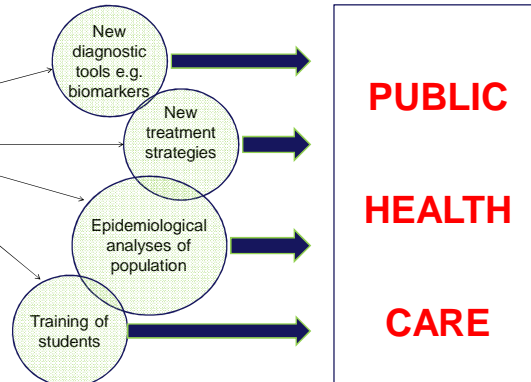 New
diagnostic
tools e.g.
biomarkers
New
treatment
strategies
Epidemiological
analyses of
population
Training of
students
PUBLIC
HEALTH
CARE